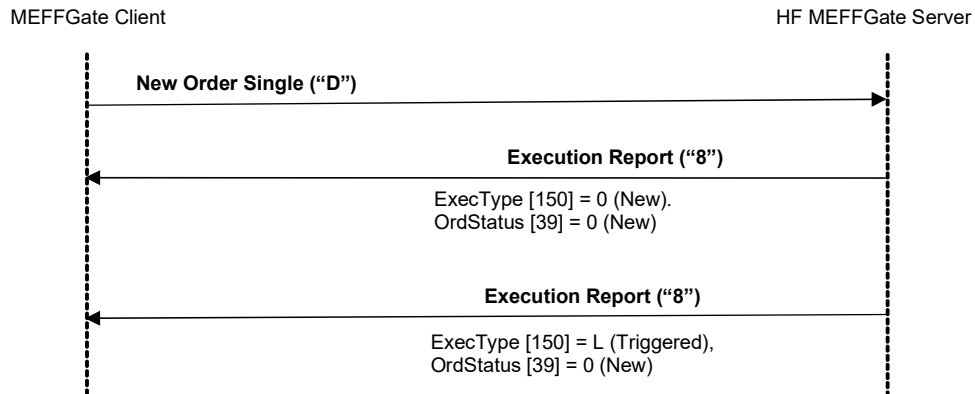 MEFFGate Client
HF MEFFGate Server
New Order Single (“D”)
Execution Report (“8”)
ExecType [150] = 0 (New).
OrdStatus [39] = 0 (New)
Execution Report (“8”)
ExecType [150] = L (Triggered),
OrdStatus [39] = 0 (New)